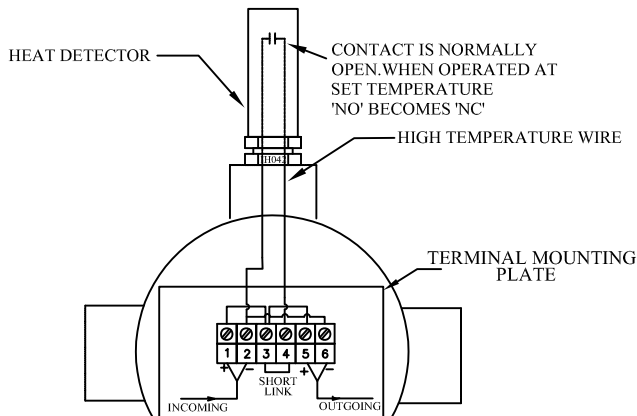 HEAT DETECTOR
CONTACT IS NORMALLY
OPEN.WHEN OPERATED AT
SET TEMPERATURE
'NO' BECOMES 'NC'
HIGH TEMPERATURE WIRE
H042
TERMINAL MOUNTING
PLATE
1 2 3 4 5 6
+ - + -
SHORT
LINK
INCOMING
OUTGOING